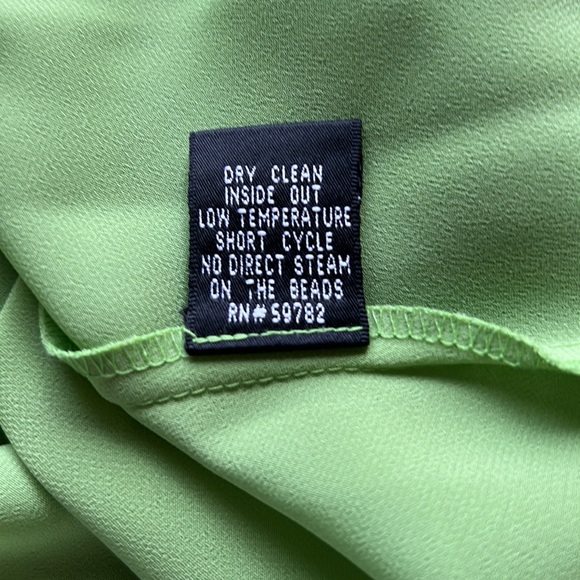 DRY CLEAN
INSIDE OUT
LOW TEMPERATURE
SHORT CYCLE
NO DIRECT STEAM
ON THE BEADS
RN# 59782